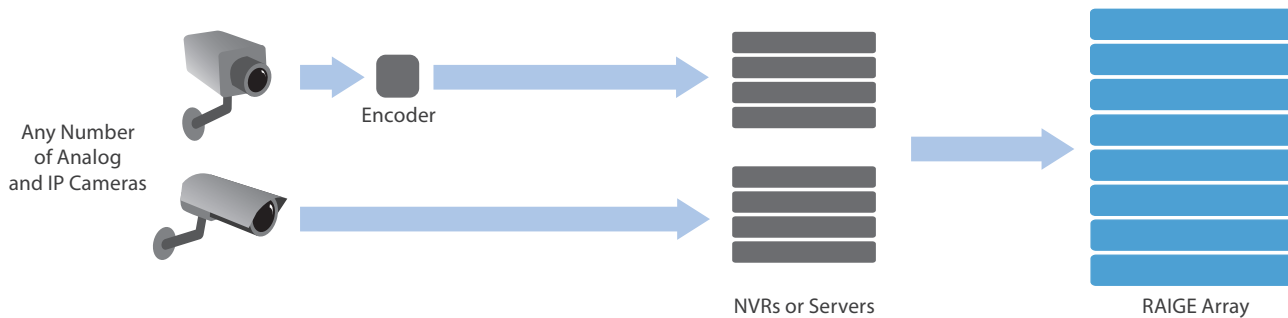 Any Number
of Analog
and IP Cameras
Encoder
NVRs or Servers
RAIGE Array